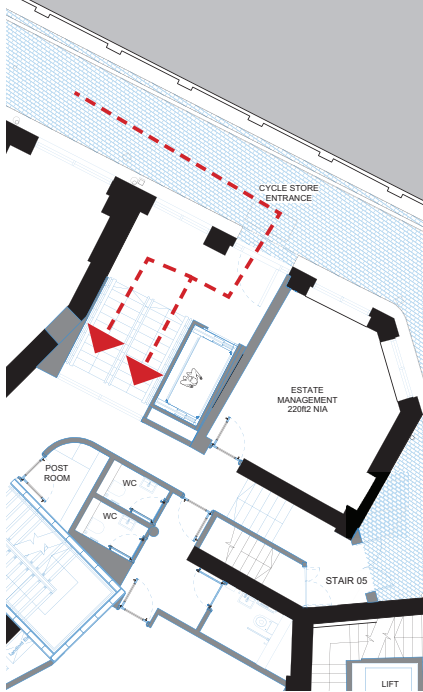 CYCLE STORE
ENTRANCE
ESTATE
MANAGEMENT
220ft2 NIA
POST
ROOM
WC
WC
STAIR 05
LIFT